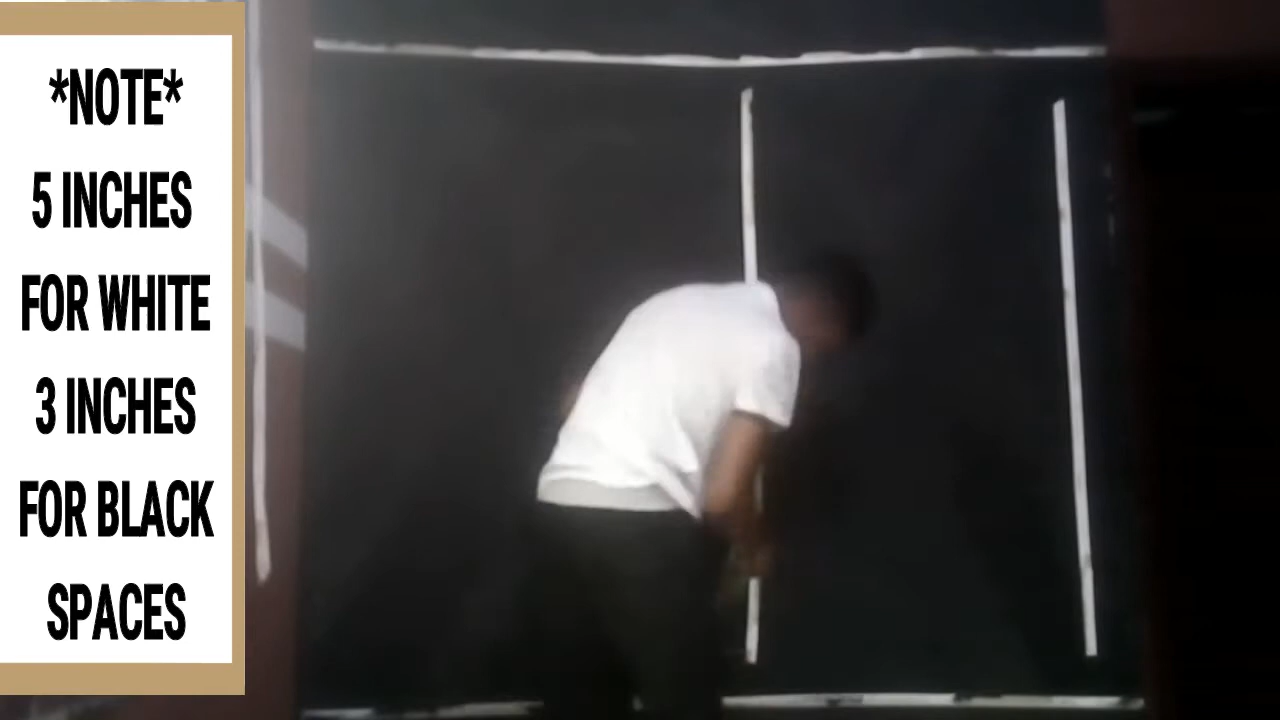 *NOTE*
5 INCHES
FOR WHITE
3 INCHES
FOR BLACK
SPACES